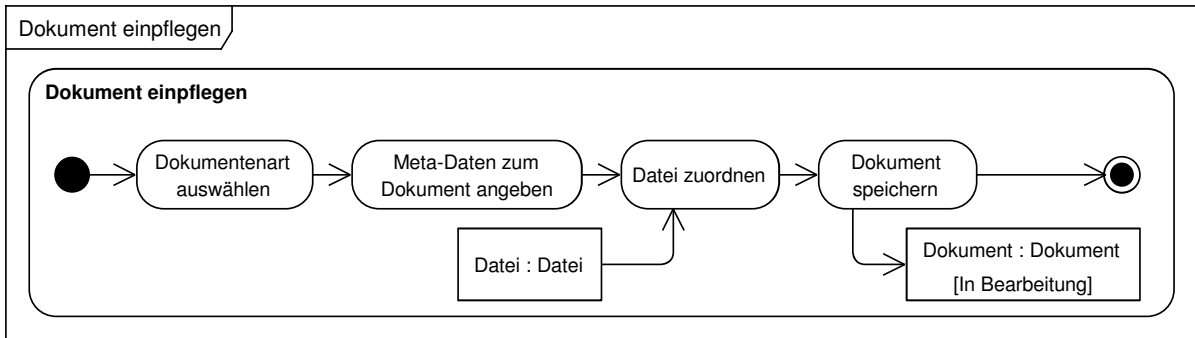 Dokument einpflegen
Dokument einpflegen
Dokumentenart
auswählen
Meta-Daten zum
Dokument angeben
Datei zuordnen
Dokument
speichern
Datei : Datei
Dokument : Dokument
[In Bearbeitung]